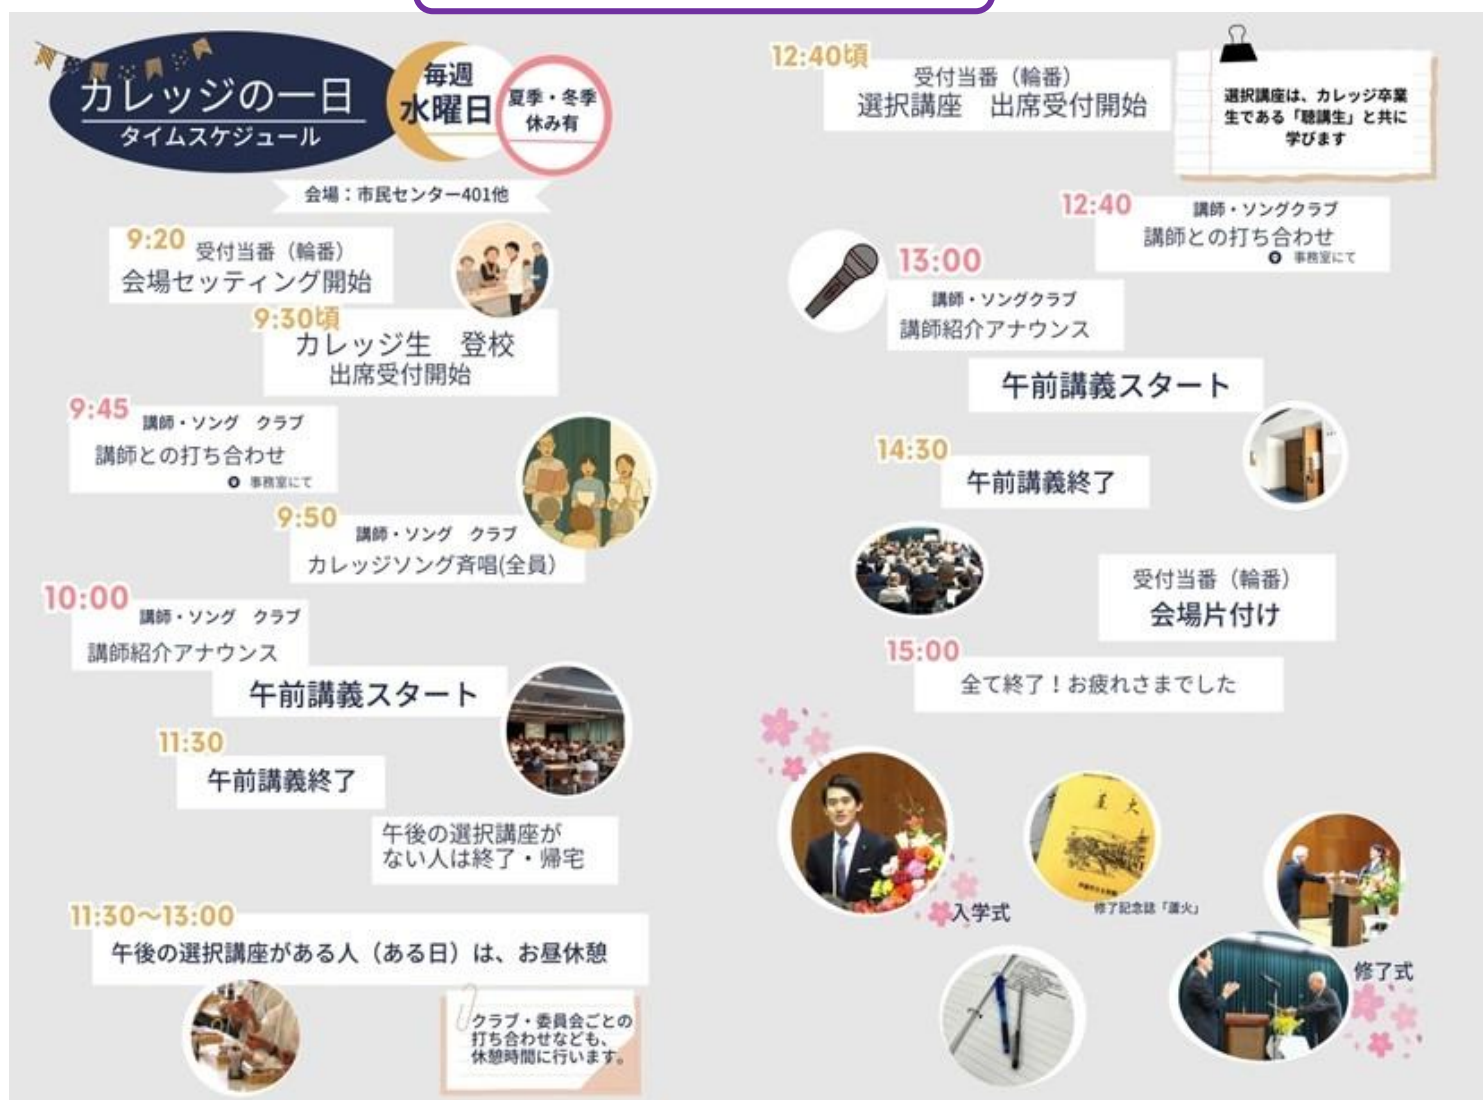 カレッジの一日
タイムスケジュール
毎週
水曜日
夏季・冬季
休み有
会場：市民センター401他
9:20
受付当番（輪番）
会場セッティング開始
9:30頃
カレッジ生　登校
出席受付開始
9:45
講師・ソング　クラブ
講師との打ち合わせ
事務室にて
9:50
講師・ソング　クラブ
カレッジソング斉唱(全員)
10:00
講師・ソング　クラブ
講師紹介アナウンス
午前講義スタート
11:30
午前講義終了
午後の選択講座が
ない人は終了・帰宅
11:30〜13:00
午後の選択講座がある人（ある日）は、お昼休憩
クラブ・委員会ごとの
打ち合わせなども、
休憩時間に行います。
12:40頃
受付当番（輪番）
選択講座　出席受付開始
選択講座は、カレッジ卒業
生である「聴講生」と共に
学びます
12:40
講師・ソングクラブ
講師との打ち合わせ
事務室にて
13:00
講師・ソングクラブ
講師紹介アナウンス
午前講義スタート
14:30
午前講義終了
受付当番（輪番）
会場片付け
15:00
全て終了！お疲れさまでした
入学式
修了記念誌「蘆火」
修了式